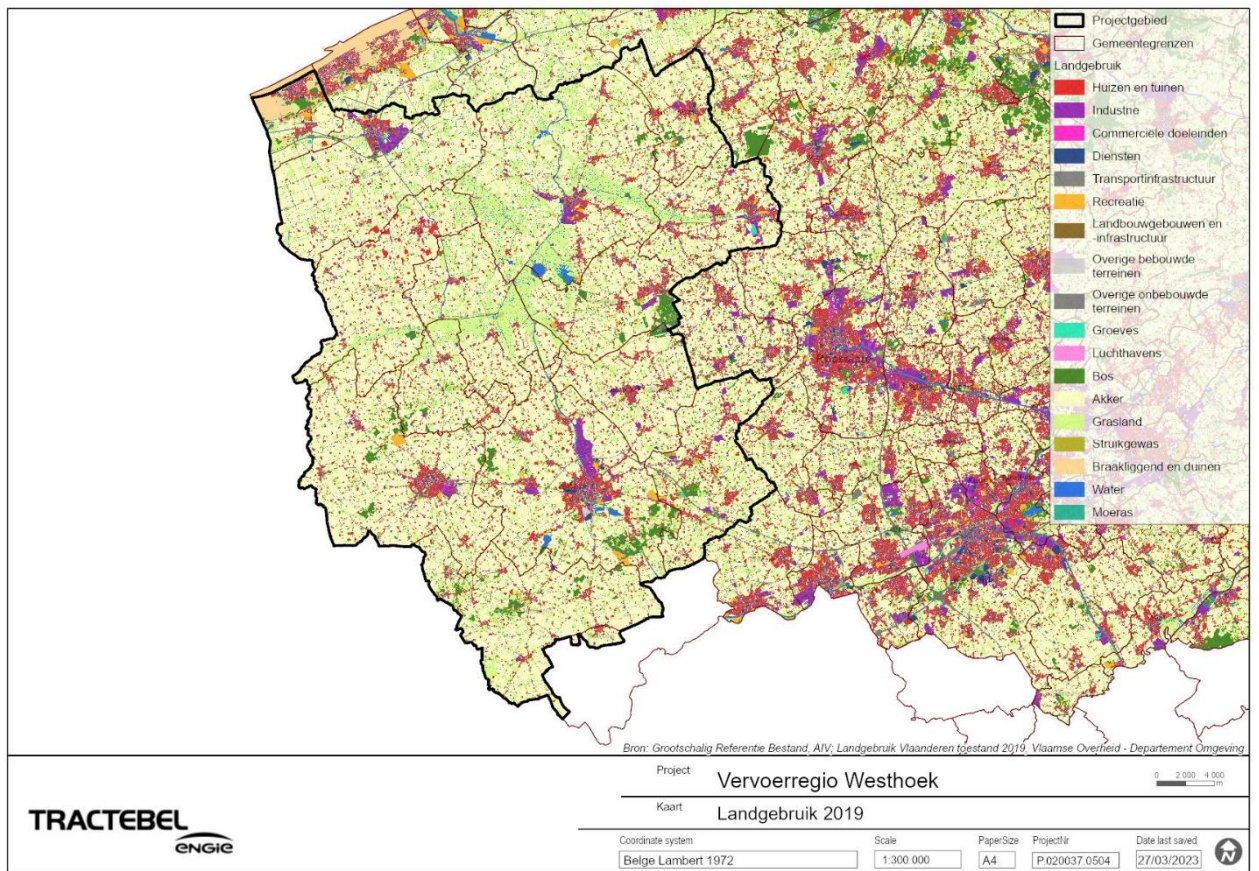 Projectgebied
Gemeentegrenzen
Landgebruik
Huizen en tuinen
Industrie
Commerciële doeleinden
Diensten
Transportinfrastructuur
Recreatie
Landbouwgebouwen en
-infrastructuur
Overige bebouwde
terreinen
Overige onbebouwde
terreinen
Groeves
Luchthavens
Bos
Akker
Grasland
Struikgewas
Braakliggend en duinen
Water
Moeras
Bron: Grootschalig Referentie Bestand, AIV; Landgebruik Vlaanderen toestand 2019, Vlaamse Overheid - Departement Omgeving
TRACTEBEL
ENGIE
Project Vervoerregio Westhoek
0 2 000 4 000
m
Kaart Landgebruik 2019
Coordinate system Scale PaperSize ProjectNr Date last saved
Belge Lambert 1972 1:300 000 A4 P.020037.0504 27/03/2023
N